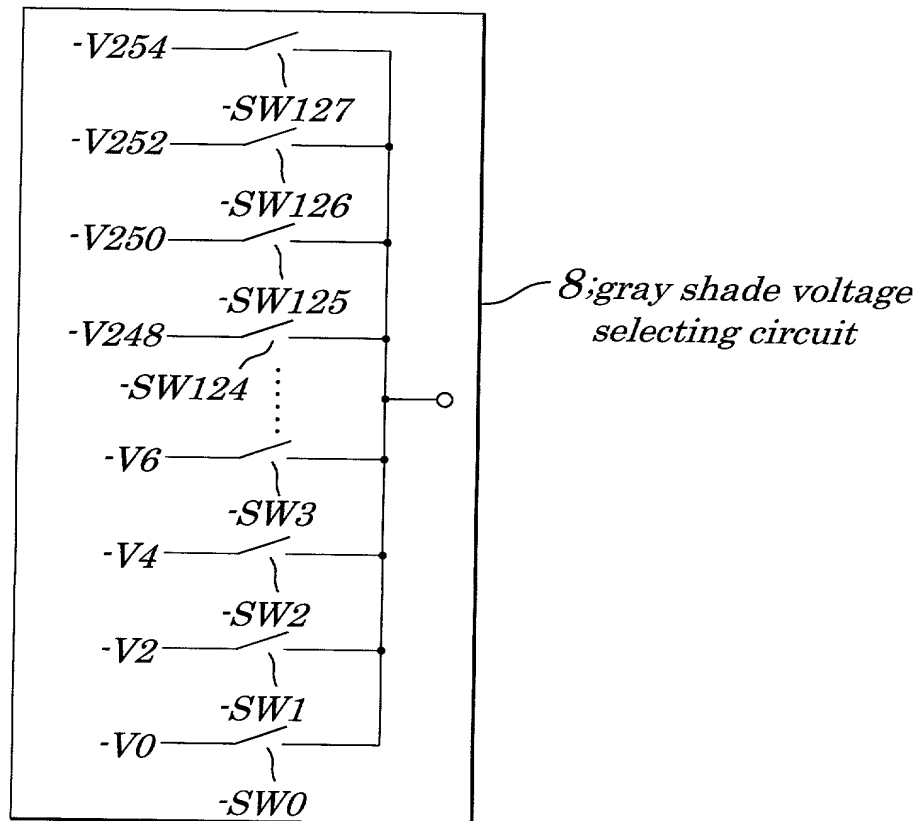 -V254
-SW127
-V252
-SW126
-V250
-SW125
-V248
-SW124
8;gray shade voltage
selecting circuit
-V6
-SW3
-V4
-SW2
-V2
-SW1
-V0
-SW0